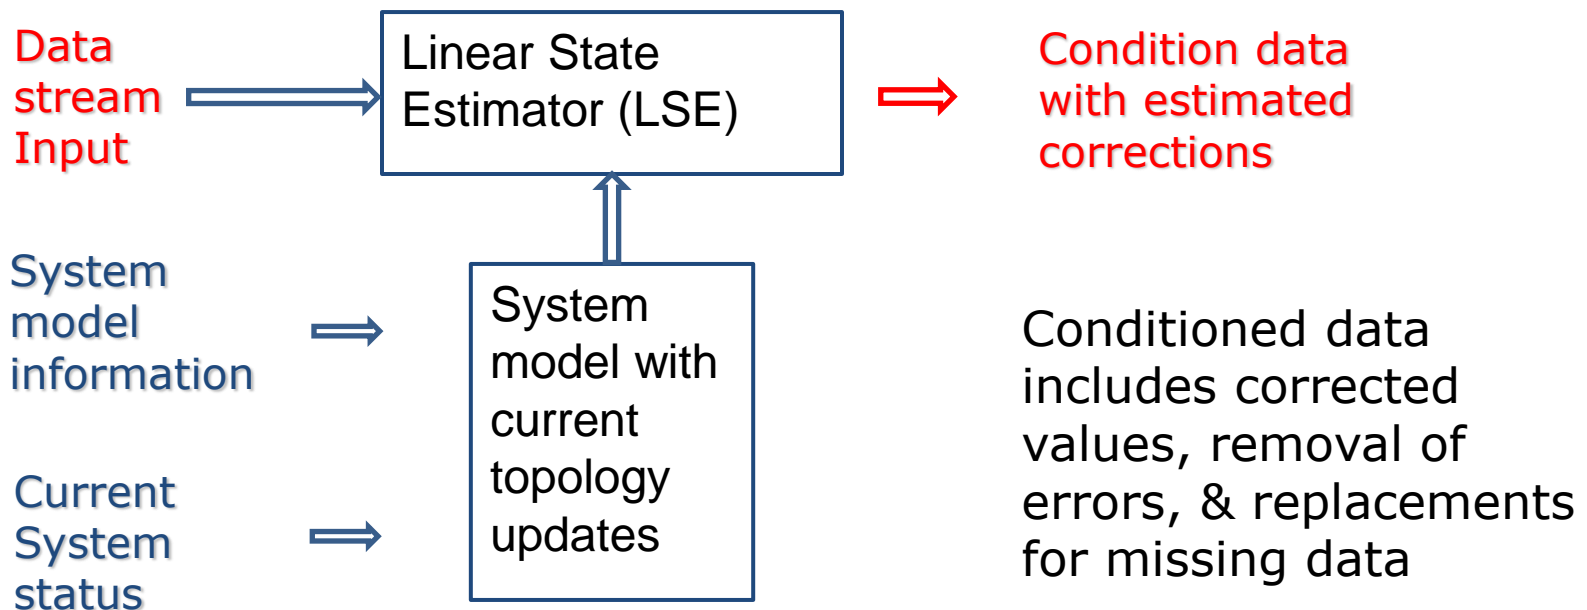 Data
stream
Input
Linear State
Estimator (LSE)
Condition data
with estimated
corrections
System
model
information
System
model with
current
topology
updates
Current
System
status
Conditioned data
includes corrected
values, removal of
errors, & replacements
for missing data